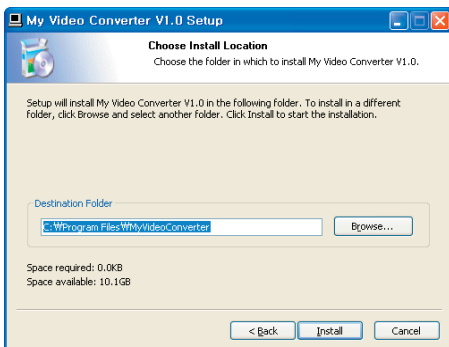 My Video Converter V1.0 Setup
Choose Install Location
Choose the folder in which to install My Video Converter V1.0.
Setup will install My Video Converter V1.0 in the following folder. To install in a different
folder, click Browse and select another folder. Click Install to start the installation.
Destination Folder
C:₩Program Files₩MyVideoConverter
Browse...
Space required: 0.0KB
Space available: 10.1GB
< Back
Install
Cancel